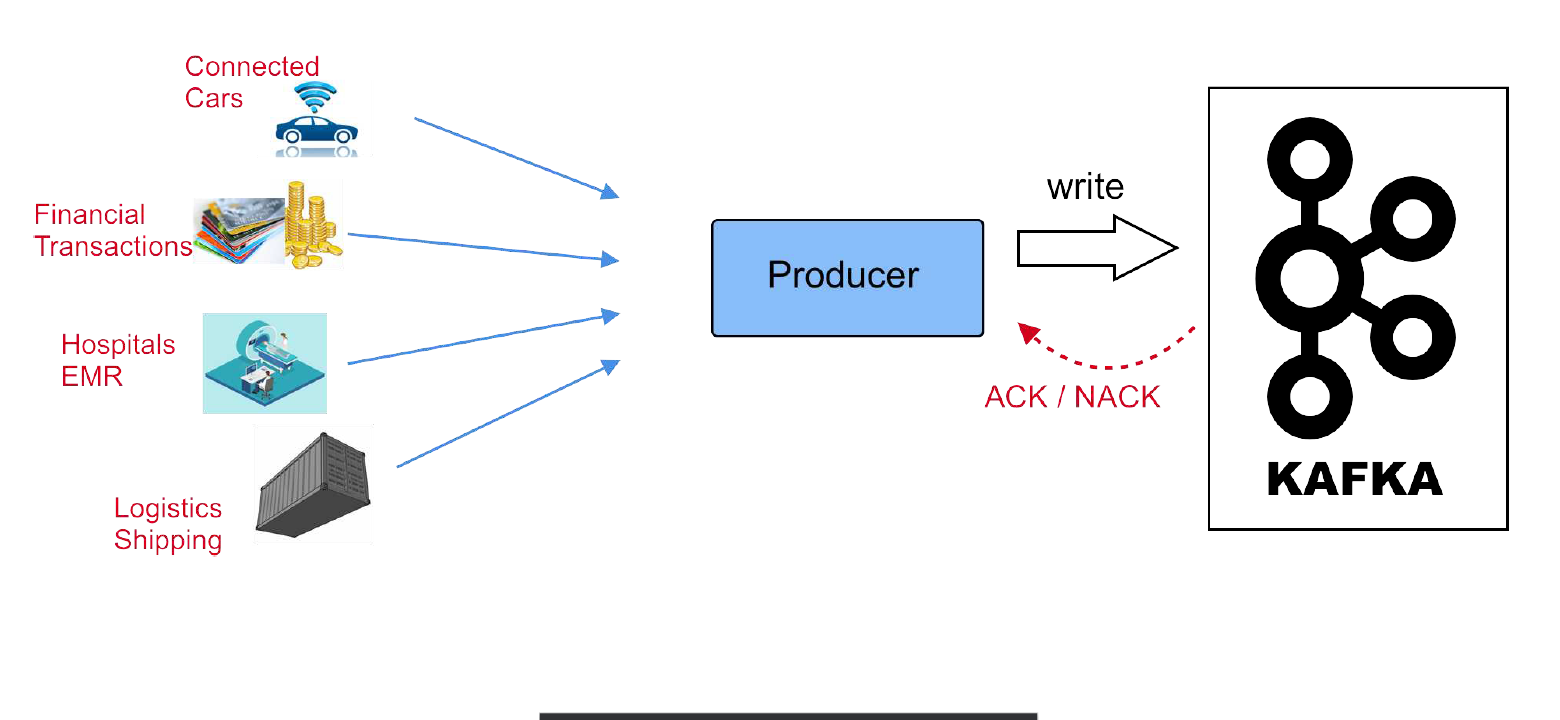 Connected
Cars
Financial
Transactions
Hospitals
EMR
Logistics
Shipping
Producer
write
ACK / NACK
KAFKA